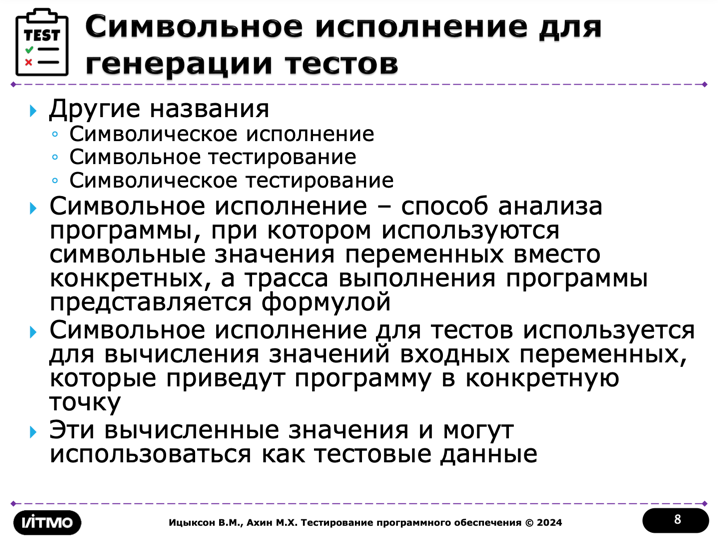 TEST
Символьное исполнение для
генерации тестов
Другие названия
Символическое исполнение
Символьное тестирование
Символическое тестирование
Символьное исполнение – способ анализа
программы, при котором используются
символьные значения переменных вместо
конкретных, а трасса выполнения программы
представляется формулой
Символьное исполнение для тестов используется
для вычисления значений входных переменных,
которые приведут программу в конкретную
точку
Эти вычисленные значения и могут
использоваться как тестовые данные
ИТМО
Ицыксон В.М., Ахин М.Х. Тестирование программного обеспечения © 2024
8